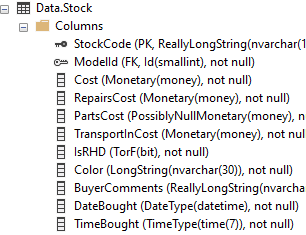 Data.Stock
Columns
StockCode (PK, ReallyLongString(nvarchar(1
ModelId (FK, Id(smallint), not null)
Cost (Monetary(money), not null)
RepairsCost (Monetary(money), not null)
PartsCost (PossiblyNullMonetary(money), n
TransportInCost (Monetary(money), not null)
IsRHD (TorF(bit), not null)
Color (LongString(nvarchar(30)), not null)
BuyerComments (ReallyLongString(nvarchar
DateBought (DateType(datetime), not null)
TimeBought (TimeType(time(7)), not null)